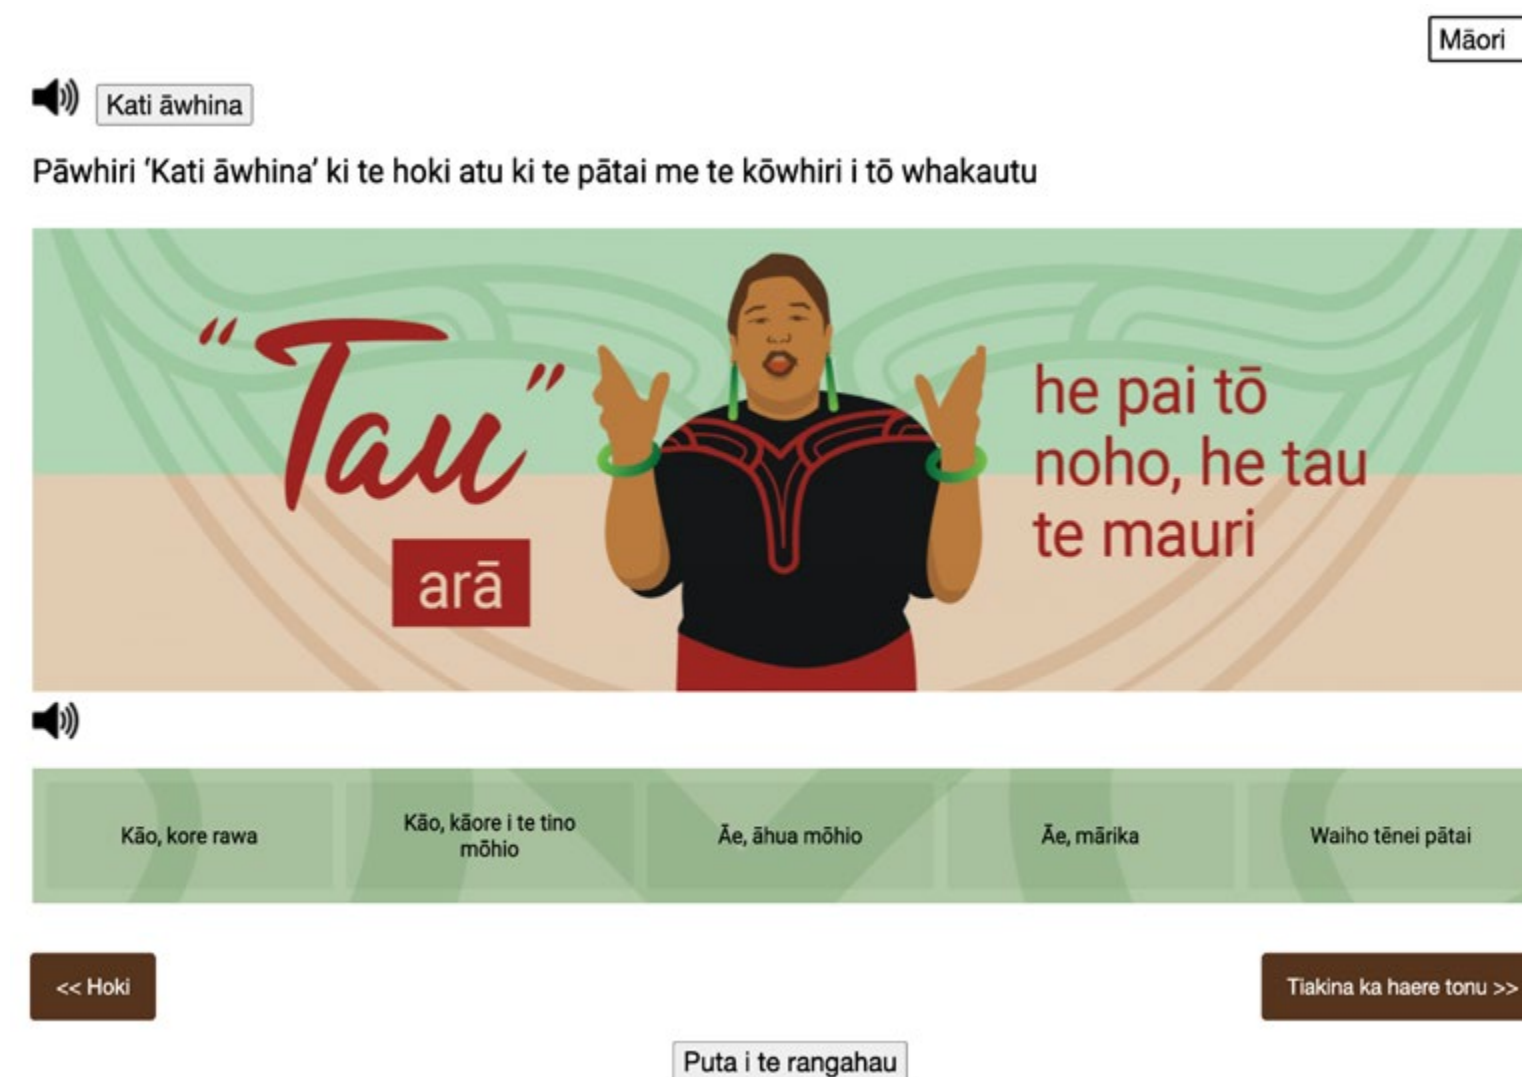 Māori
Kati āwhina
Pāwhiri ‘Kati āwhina’ ki te hoki atu ki te pātai me te kōwhiri i tō whakautu
“Tau”
arā
he pai tō
noho, he tau
te mauri
Kāo, kore rawa
Kāo, kāore i te tino
mōhio
Āe, āhua mōhio
Āe, mārika
Waiho tēnei pātai
<< Hoki
Tiakina ka haere tonu >>
Puta i te rangahau